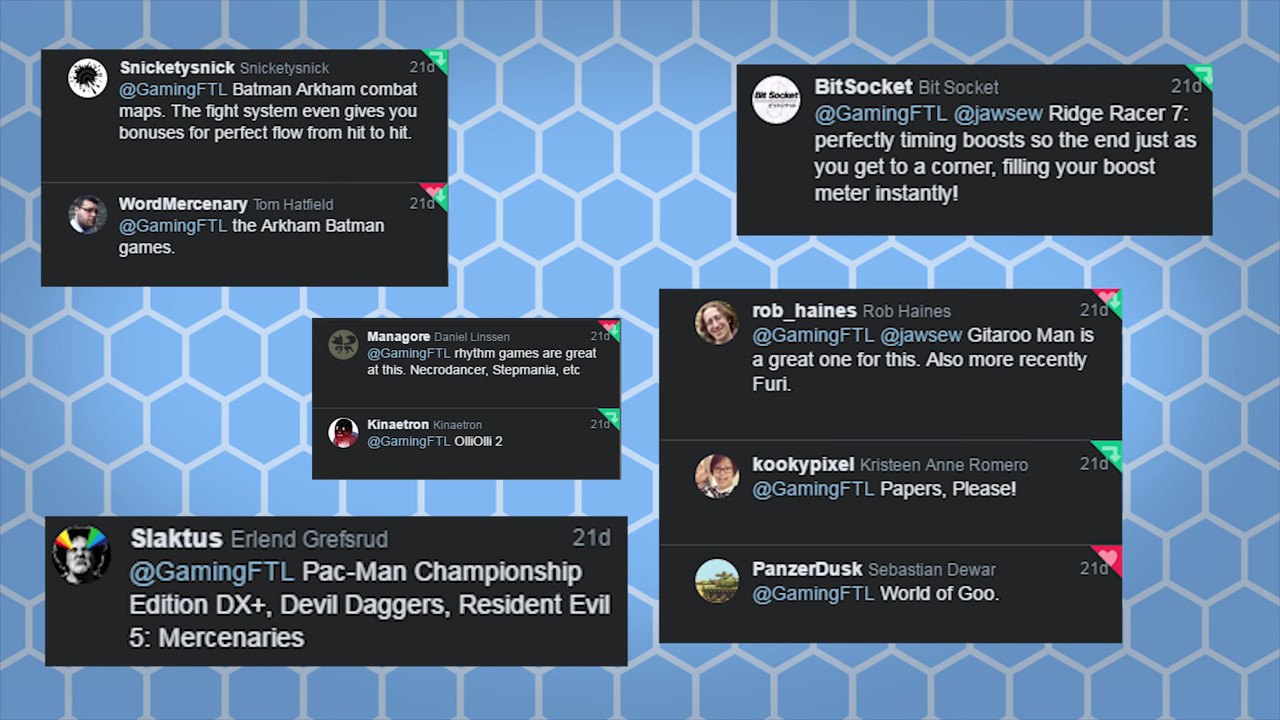 Snicketysnick Snicketysnick 21d
@GamingFTL Batman Arkham combat
maps. The fight system even gives you
bonuses for perfect flow from hit to hit.
WordMercenary Tom Hatfield 21d
@GamingFTL the Arkham Batman
games.
Bit Socket
BitSocket Bit Socket 21d
@GamingFTL @jawsew Ridge Racer 7:
perfectly timing boosts so the end just as
you get to a corner, filling your boost
meter instantly!
Managore Daniel Linssen 21d
@GamingFTL rhythm games are great
at this. Necrodancer, Stepmania, etc
Kinaetron Kinaetron 21d
@GamingFTL OlliOlli 2
rob_haines Rob Haines 21d
@GamingFTL @jawsew Gitaroo Man is
a great one for this. Also more recently
Furi.
kookypixel Kristeen Anne Romero 21d
@GamingFTL Papers, Please!
PanzerDusk Sebastian Dewar 21d
@GamingFTL World of Goo.
Slaktus Erlend Grefsrud 21d
@GamingFTL Pac-Man Championship
Edition DX+, Devil Daggers, Resident Evil
5: Mercenaries